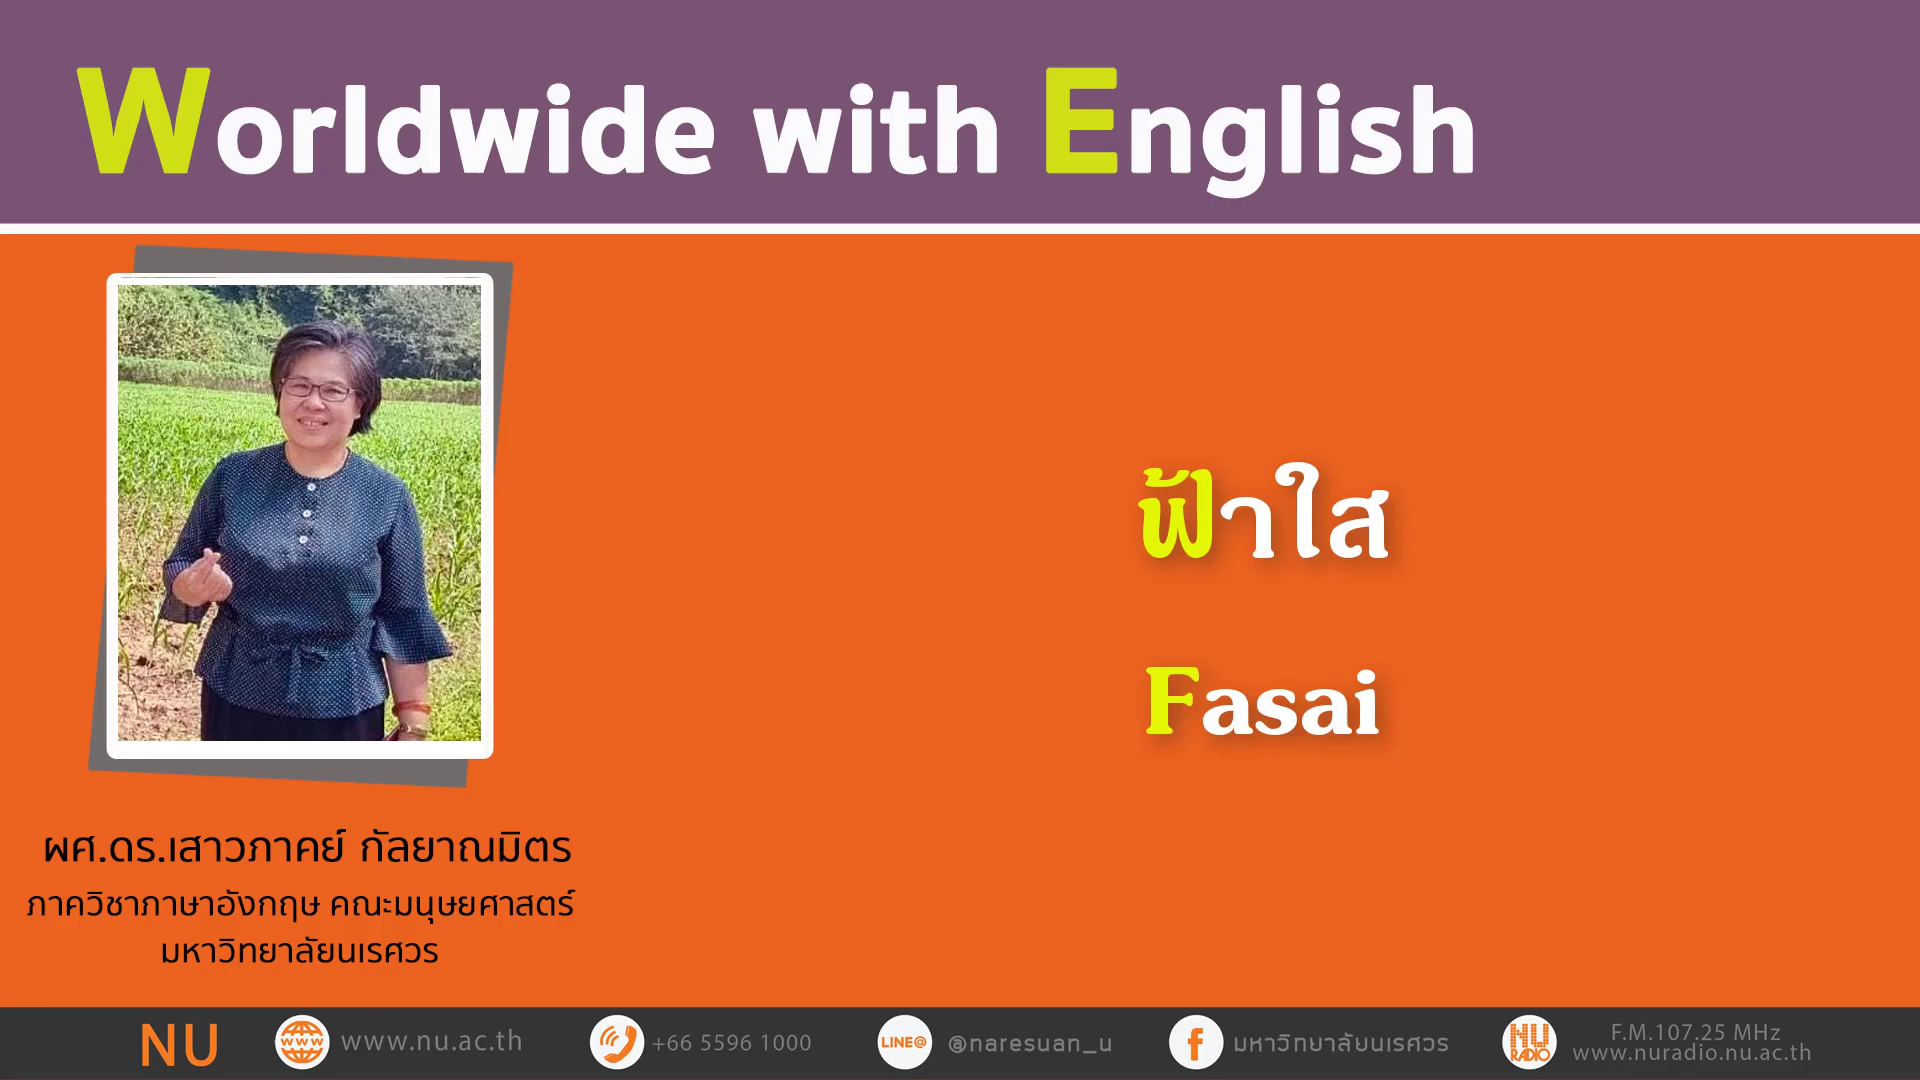 Worldwide with English
ฟ้าใส
Fasai
ผศ.ดร.เสาวภาคย์ กัลยาณมิตร
ภาควิชาภาษาอังกฤษ คณะมนุษยศาสตร์
มหาวิทยาลัยนเรศวร
NU
www
www.nu.ac.th
+66 5596 1000
LINE@
@naresuan_u
f
มหาวิทยาลัยนเรศวร
NU
RADIO
F.M.107.25 MHz
www.nuradio.nu.ac.th